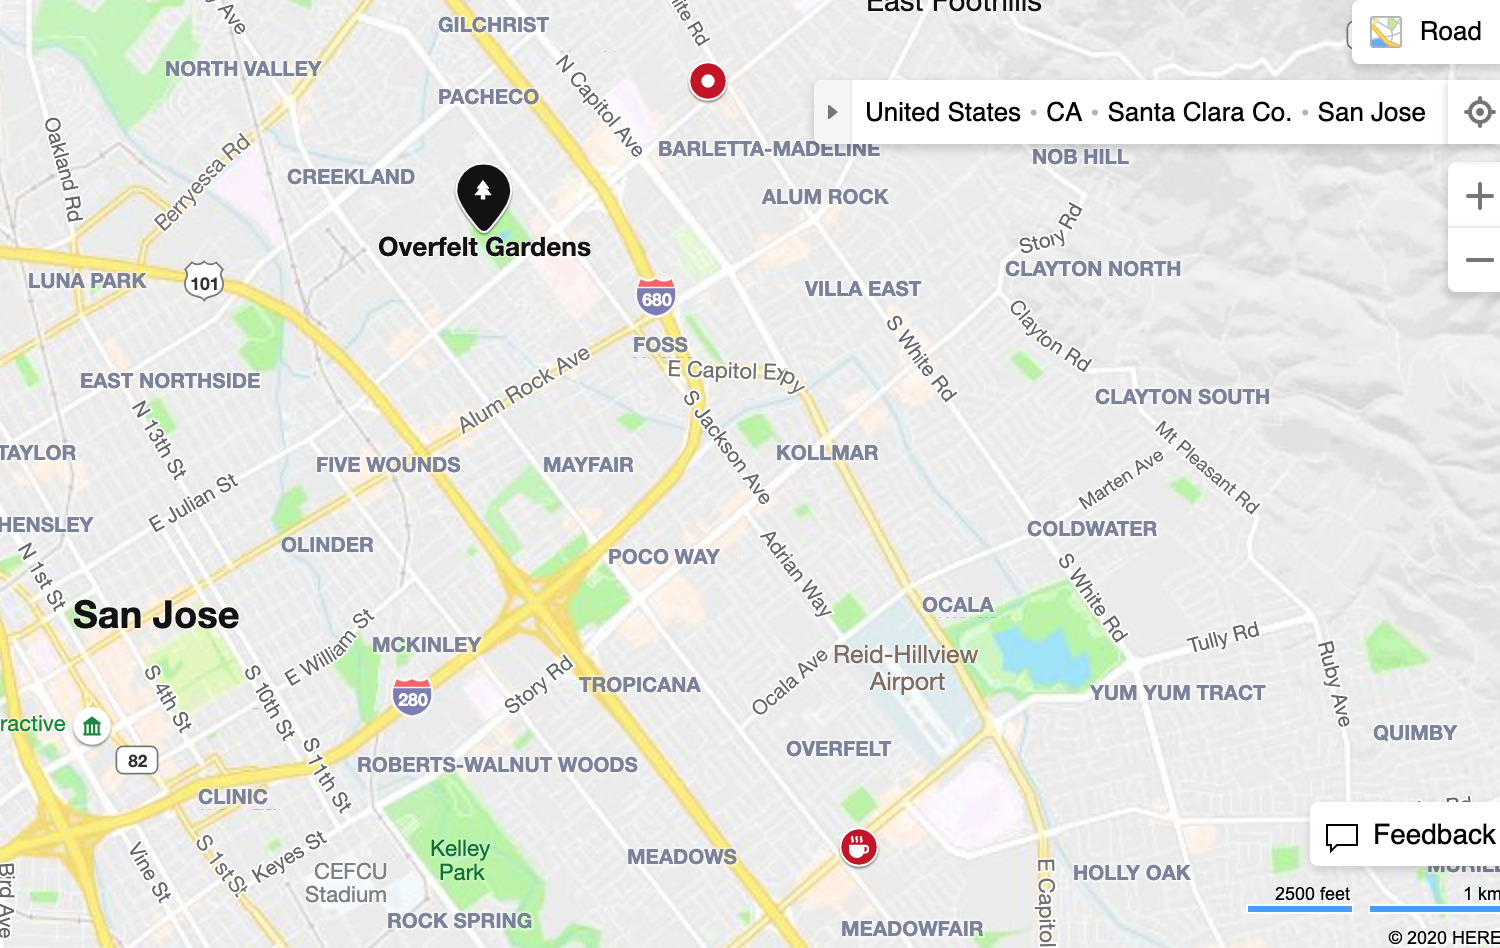 East Foothills
GILCHRIST
Road
NORTH VALLEY
PACHECO
N Capitol Ave
United States • CA • Santa Clara Co. • San Jose
Oakland Rd
Berryessa Rd
BARLETTA-MADELINE
NOB HILL
CREEKLAND
ALUM ROCK
Story Rd
Overfelt Gardens
CLAYTON NORTH
LUNA PARK
101
680
VILLA EAST
Clayton Rd
S White Rd
FOSS
E Capitol Expy
EAST NORTHSIDE
Alum Rock Ave
CLAYTON SOUTH
N 13th St
S Jackson Ave
TAYLOR
FIVE WOUNDS
MAYFAIR
KOLLMAR
Mt Pleasant Rd
Marten Ave
E Julian St
HENSLEY
OLINDER
COLDWATER
N 1st St
POCO WAY
Adrian Way
S White Rd
San Jose
OCALA
E William St
MCKINLEY
Tully Rd
Reid-Hillview
Airport
Ocala Ave
Ruby Ave
S 4th St
S 10th St
280
Story Rd
TROPICANA
YUM YUM TRACT
ractive
QUIMBY
82
S 11th St
OVERFELT
ROBERTS-WALNUT WOODS
CLINIC
Feedback
Vine St
S 1st St
Keyes St
Kelley
Park
MEADOWS
CEFCU
Stadium
HOLLY OAK
Bird Ave
E Capitol
2500 feet
1 km
ROCK SPRING
MEADOWFAIR
© 2020 HERE